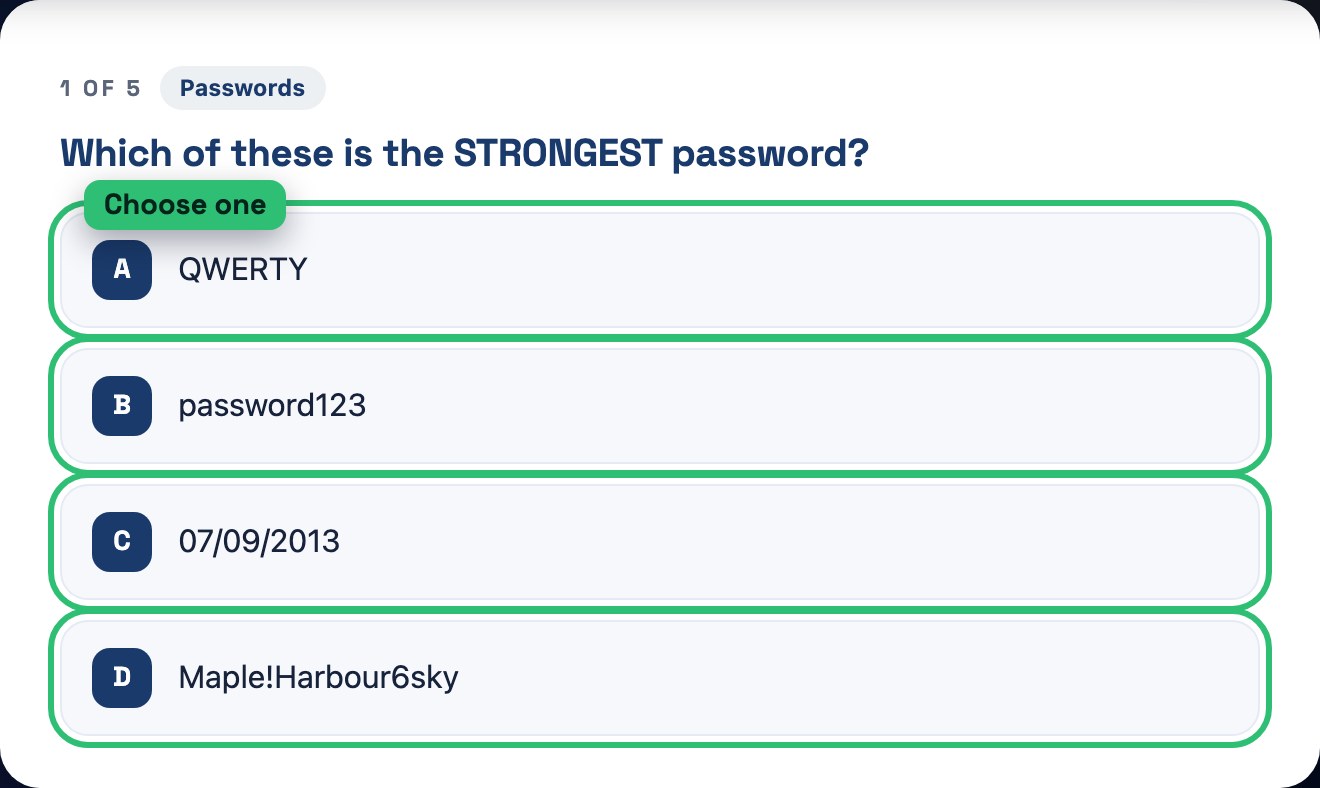 1 OF 5 Passwords
Which of these is the STRONGEST password?
Choose one
A QWERTY
B password123
C 07/09/2013
D Maple!Harbour6sky